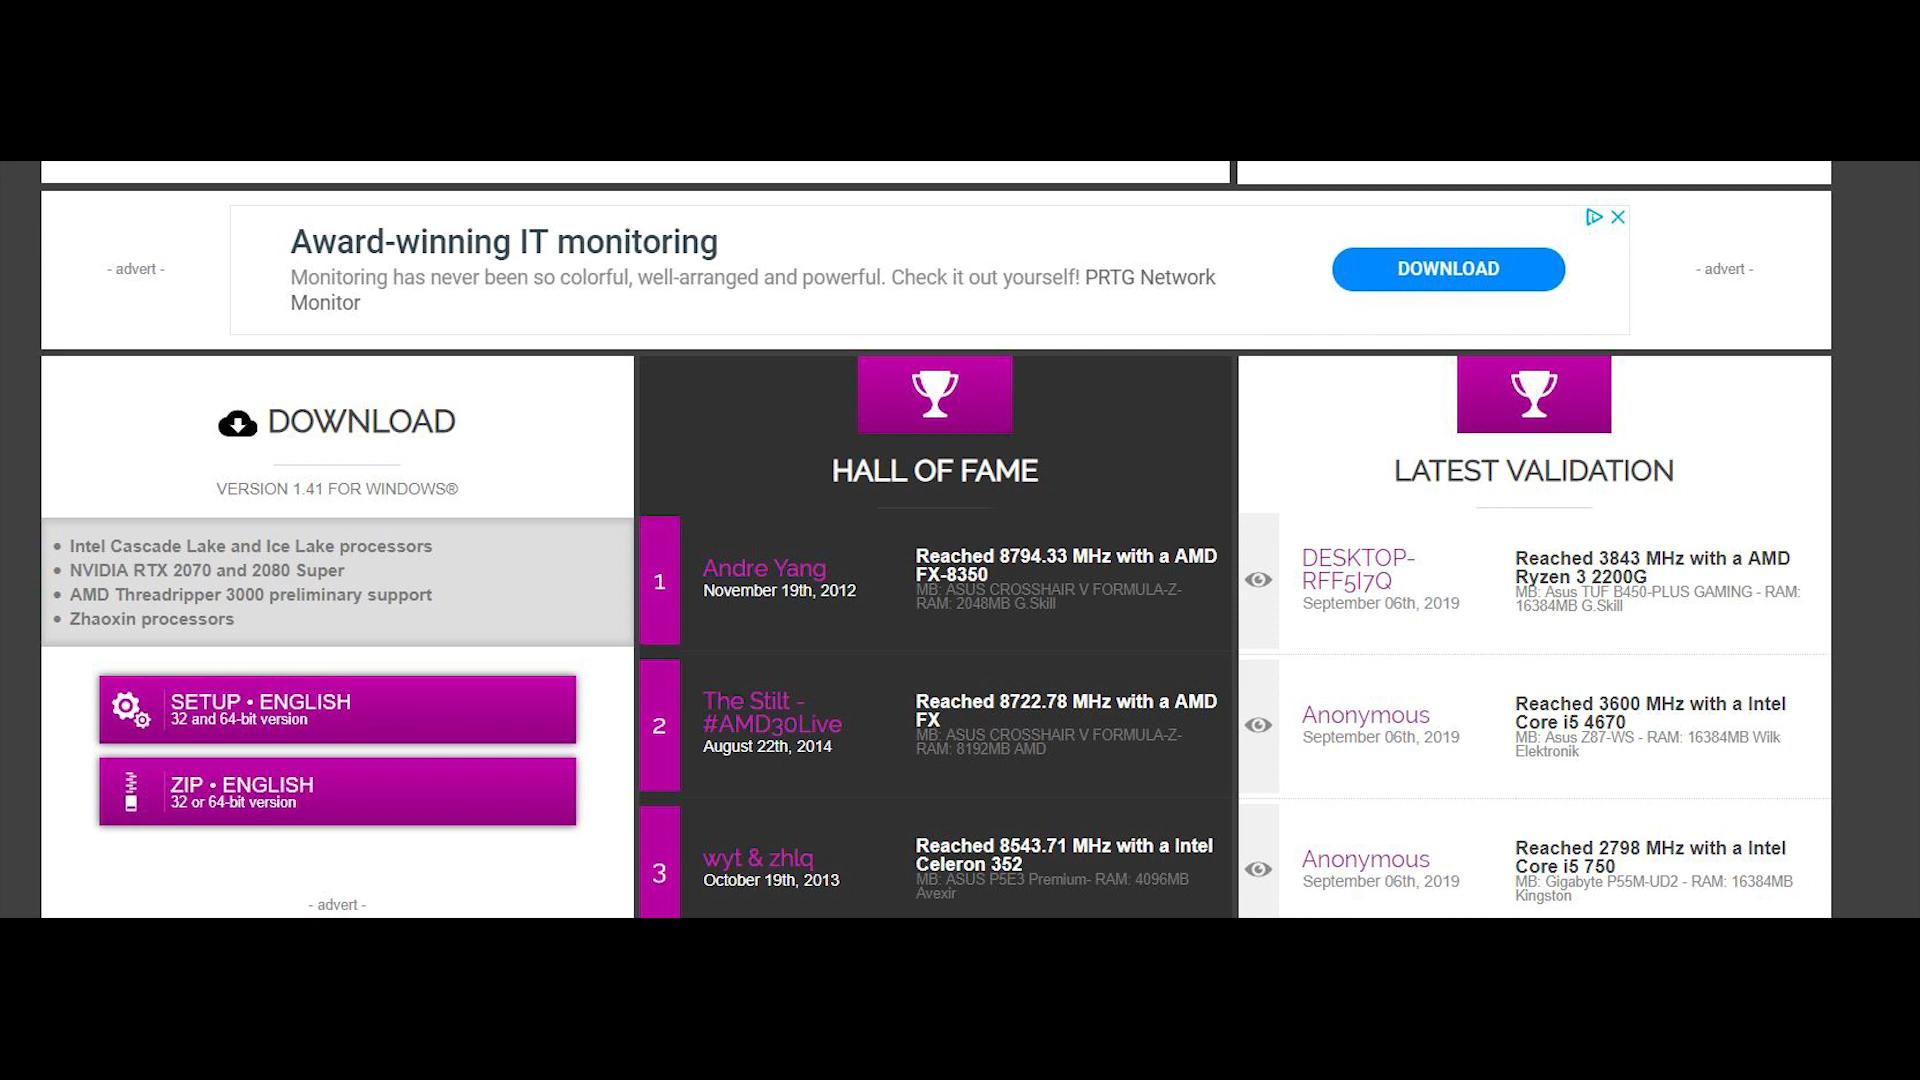 Award-winning IT monitoring
Monitoring has never been so colorful, well-arranged and powerful. Check it out yourself! PRTG Network
Monitor
DOWNLOAD
- advert -
- advert -
DOWNLOAD
VERSION 1.41 FOR WINDOWS®
• Intel Cascade Lake and Ice Lake processors
• NVIDIA RTX 2070 and 2080 Super
• AMD Threadripper 3000 preliminary support
• Zhaoxin processors
SETUP • ENGLISH
32 and 64-bit version
ZIP • ENGLISH
32 or 64-bit version
- advert -
HALL OF FAME
1
Andre Yang
November 19th, 2012
Reached 8794.33 MHz with a AMD
FX-8350
MB: ASUS CROSSHAIR V FORMULA-Z-
RAM: 2048MB G.Skill
2
The Stilt -
#AMD30Live
August 22th, 2014
Reached 8722.78 MHz with a AMD
FX
MB: ASUS CROSSHAIR V FORMULA-Z-
RAM: 8192MB AMD
3
wyt & zhlq
October 19th, 2013
Reached 8543.71 MHz with a Intel
Celeron 352
MB: ASUS P5E3 Premium- RAM: 4096MB
Avexir
LATEST VALIDATION
DESKTOP-
RFF5I7Q
September 06th, 2019
Reached 3843 MHz with a AMD
Ryzen 3 2200G
MB: Asus TUF B450-PLUS GAMING - RAM:
16384MB G.Skill
Anonymous
September 06th, 2019
Reached 3600 MHz with a Intel
Core i5 4670
MB: Asus Z87-WS - RAM: 16384MB Wilk
Elektronik
Anonymous
September 06th, 2019
Reached 2798 MHz with a Intel
Core i5 750
MB: Gigabyte P55M-UD2 - RAM: 16384MB
Kingston